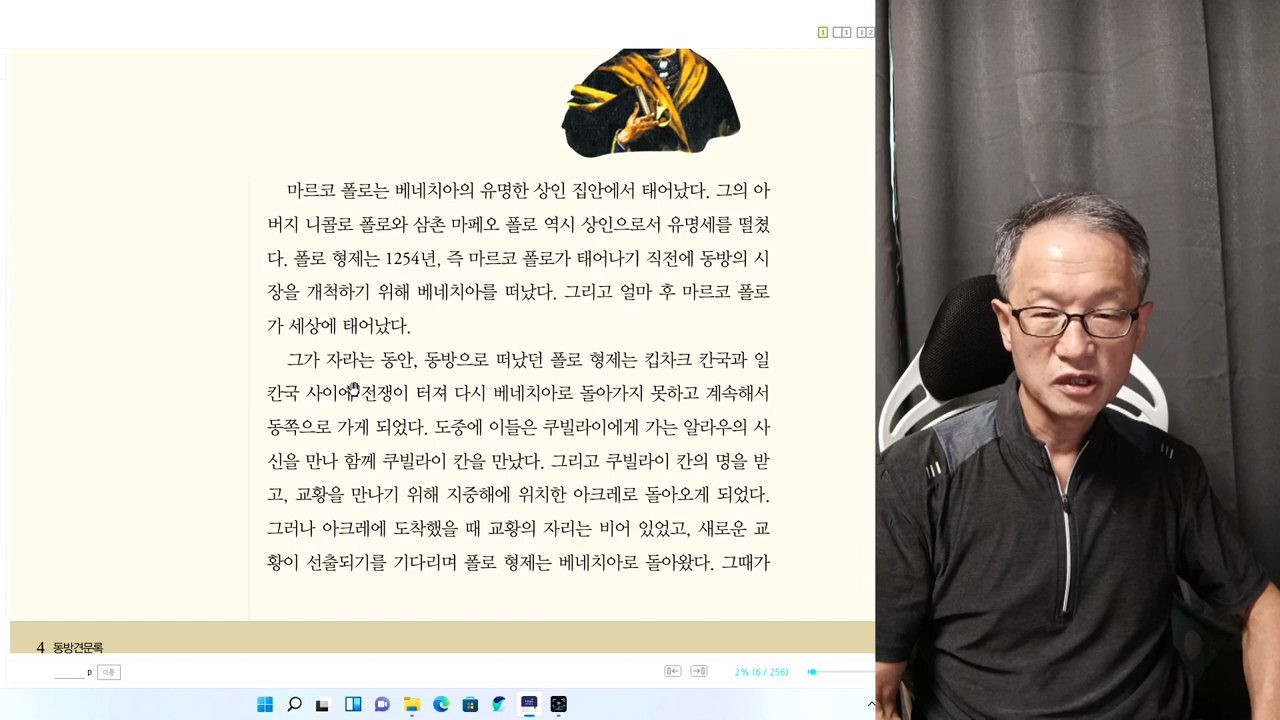 1 1 1 2
마르코 폴로는 베네치아의 유명한 상인 집안에서 태어났다. 그의 아
버지 니콜로 폴로와 삼촌 마페오 폴로 역시 상인으로서 유명세를 떨쳤
다. 폴로 형제는 1254년, 즉 마르코 폴로가 태어나기 직전에 동방의 시
장을 개척하기 위해 베네치아를 떠났다. 그리고 얼마 후 마르코 폴로
가 세상에 태어났다.
그가 자라는 동안, 동방으로 떠났던 폴로 형제는 킵차크 칸국과 일
칸국 사이에 전쟁이 터져 다시 베네치아로 돌아가지 못하고 계속해서
동쪽으로 가게 되었다. 도중에 이들은 쿠빌라이에게 가는 알라우의 사
신을 만나 함께 쿠빌라이 칸을 만났다. 그리고 쿠빌라이 칸의 명을 받
고, 교황을 만나기 위해 지중해에 위치한 아크레로 돌아오게 되었다.
그러나 아크레에 도착했을 때 교황의 자리는 비어 있었고, 새로운 교
황이 선출되기를 기다리며 폴로 형제는 베네치아로 돌아왔다. 그때가
4 동방견문록
p 이동
2% (6 / 256)